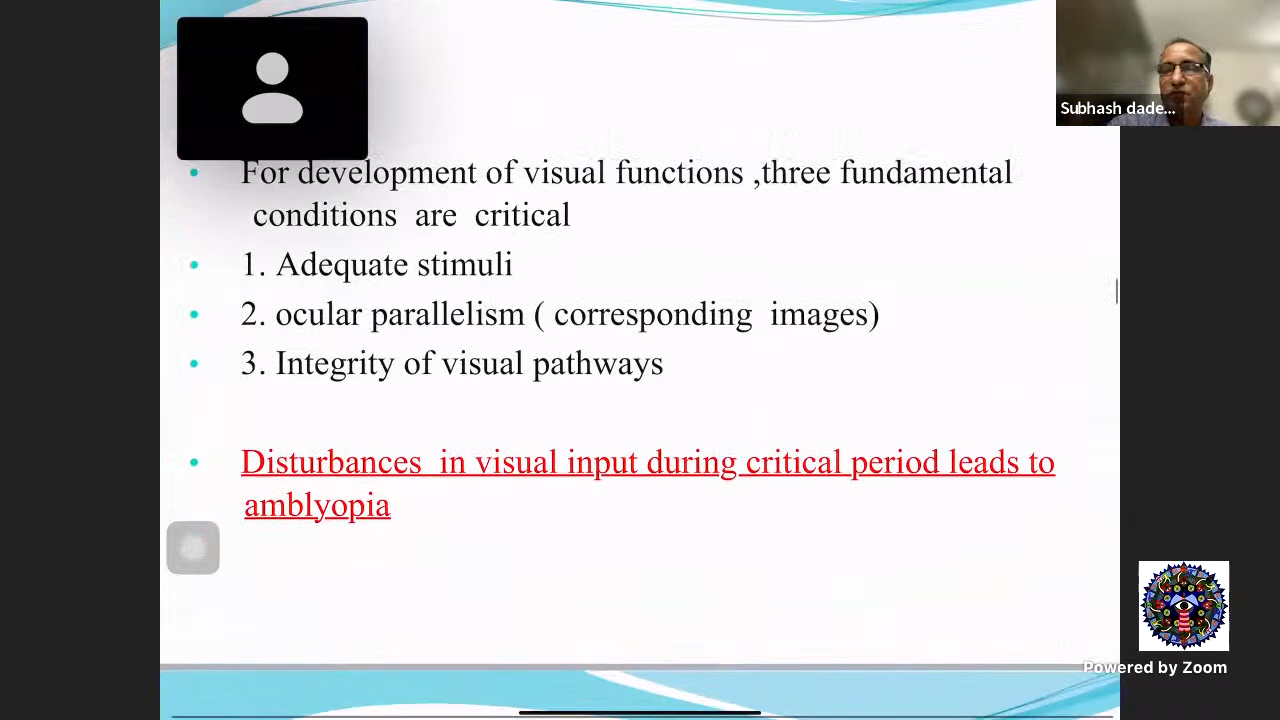 Subhash dade...
For development of visual functions ,three fundamental
conditions are critical
1. Adequate stimuli
2. ocular parallelism ( corresponding images)
3. Integrity of visual pathways
Disturbances in visual input during critical period leads to
amblyopia
Powered by Zoom